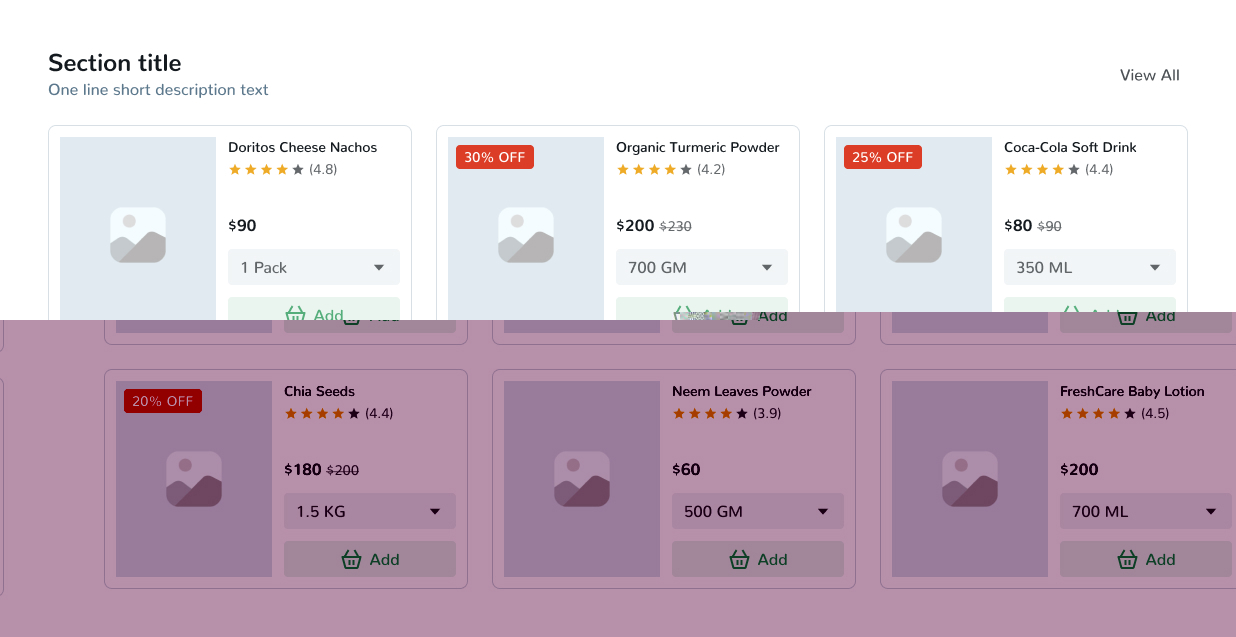 Section title
One line short description text
View All
Doritos Cheese Nachos
(4.8)
$90
1 Pack
Add
30% OFF
Organic Turmeric Powder
(4.2)
$200 $230
700 GM
Add
25% OFF
Coca-Cola Soft Drink
(4.4)
$80 $90
350 ML
Add
20% OFF
Chia Seeds
(4.4)
$180 $200
1.5 KG
Add
Neem Leaves Powder
(3.9)
$60
500 GM
Add
FreshCare Baby Lotion
(4.5)
$200
700 ML
Add